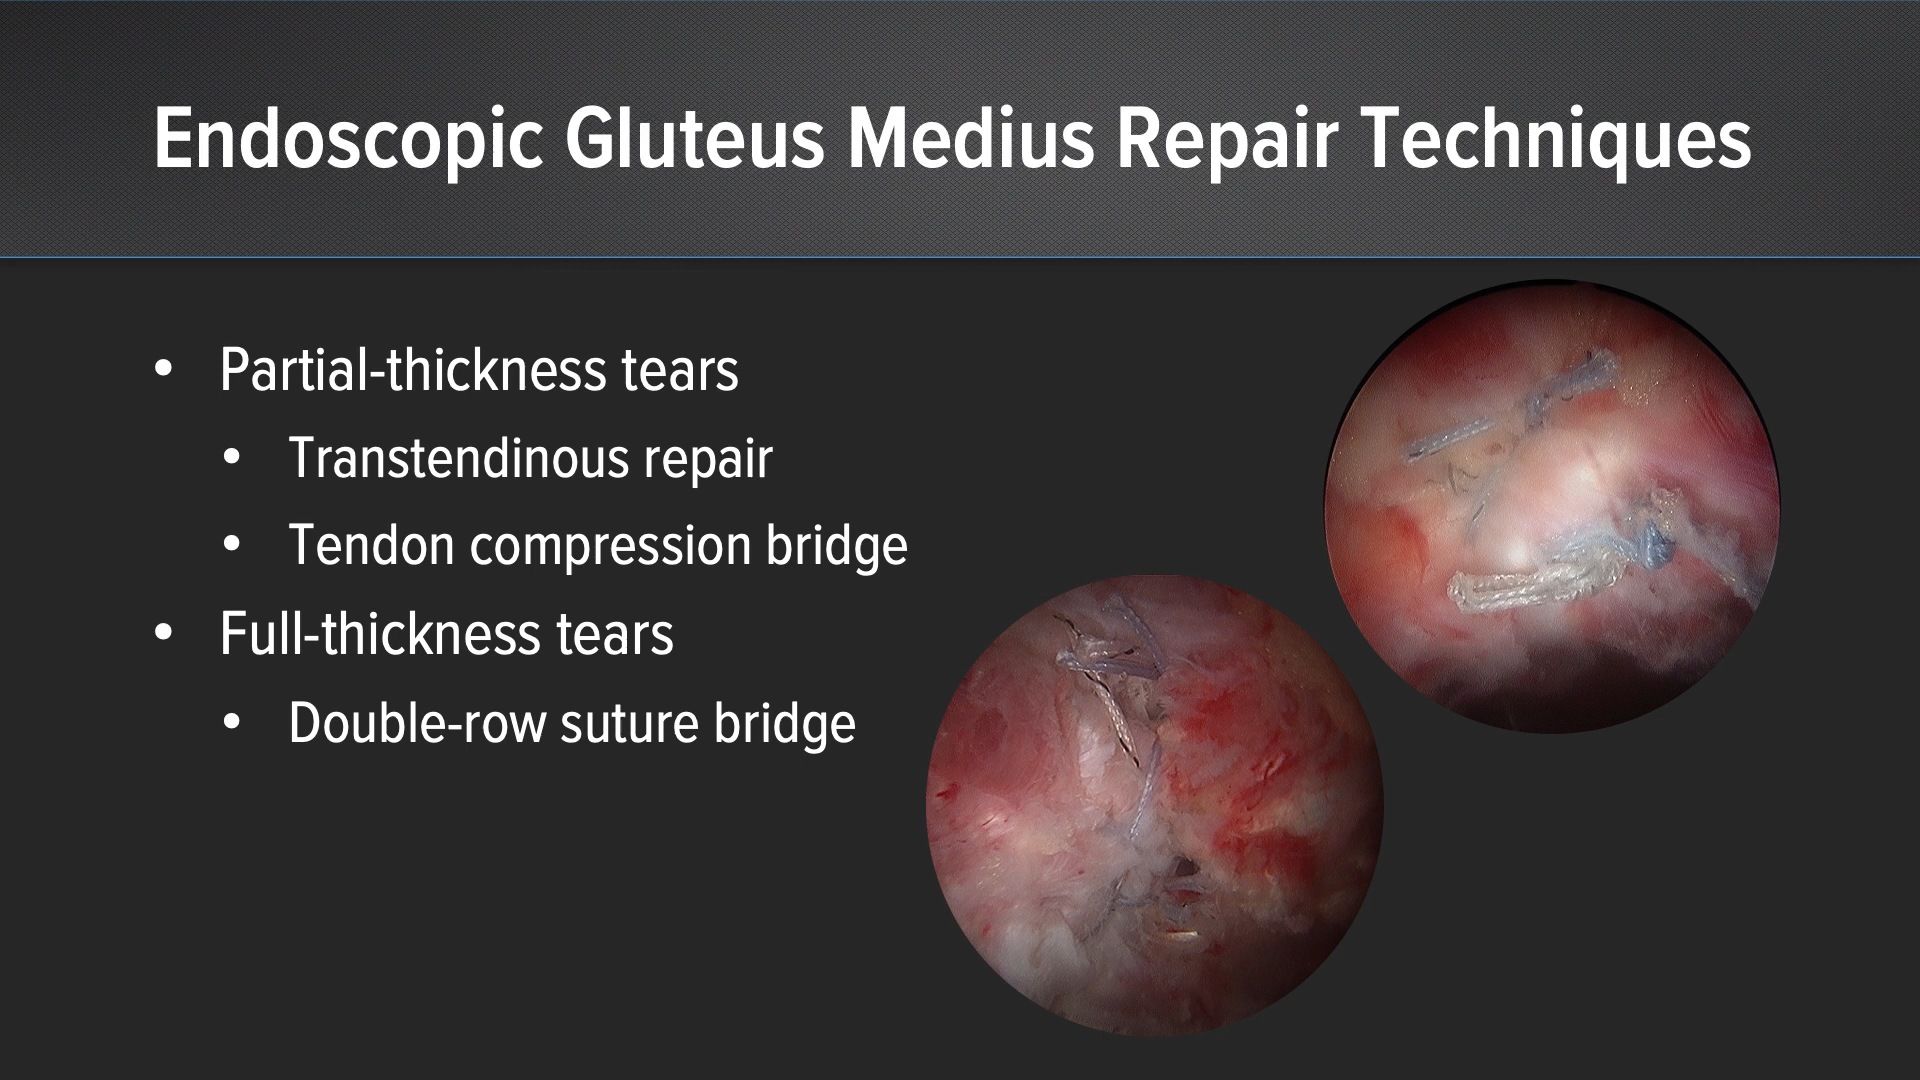 Endoscopic Gluteus Medius Repair Techniques
• Partial-thickness tears
• Transtendinous repair
• Tendon compression bridge
• Full-thickness tears
• Double-row suture bridge